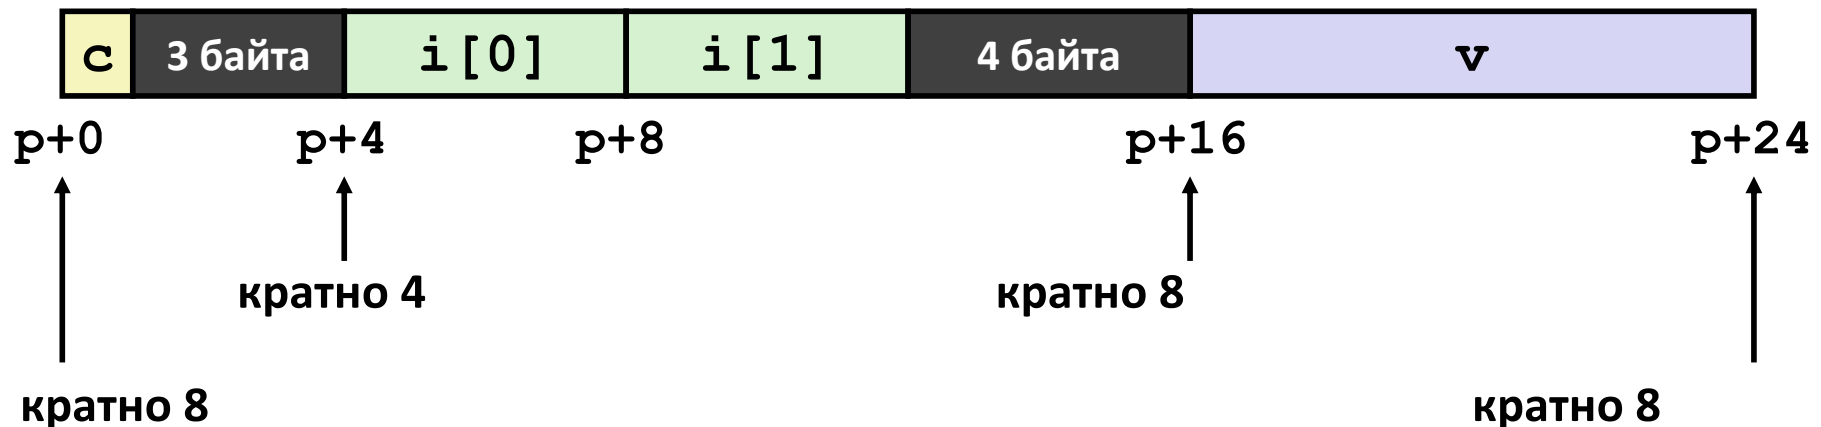 c 3 байта i[0] i[1] 4 байта v
p+0 p+4 p+8 p+16 p+24
кратно 4 кратно 8
кратно 8 кратно 8